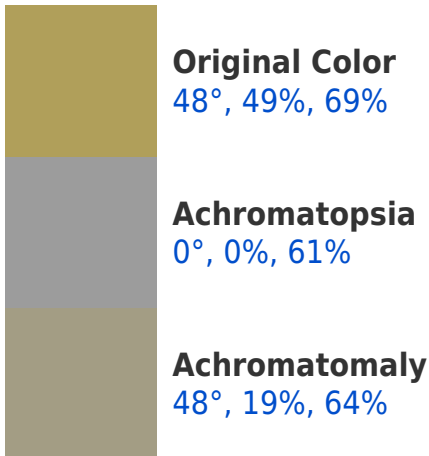 Original Color
48°, 49%, 69%
Achromatopsia
0°, 0%, 61%
Achromatomaly
48°, 19%, 64%